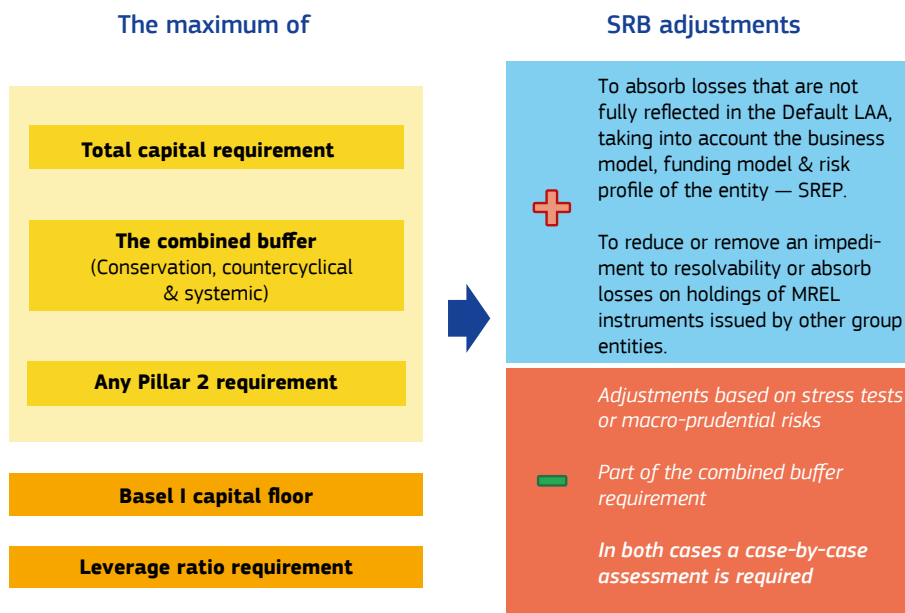 The maximum of
Total capital requirement
The combined buffer
(Conservation, countercyclical
& systemic)
Any Pillar 2 requirement
Basel I capital floor
Leverage ratio requirement
SRB adjustments
To absorb losses that are not
fully reflected in the Default LAA,
taking into account the business
model, funding model & risk
profile of the entity — SREP.
To reduce or remove an impedi-
ment to resolvability or absorb
losses on holdings of MREL
instruments issued by other group
entities.
Adjustments based on stress tests
or macro-prudential risks
Part of the combined buffer
requirement
In both cases a case-by-case
assessment is required